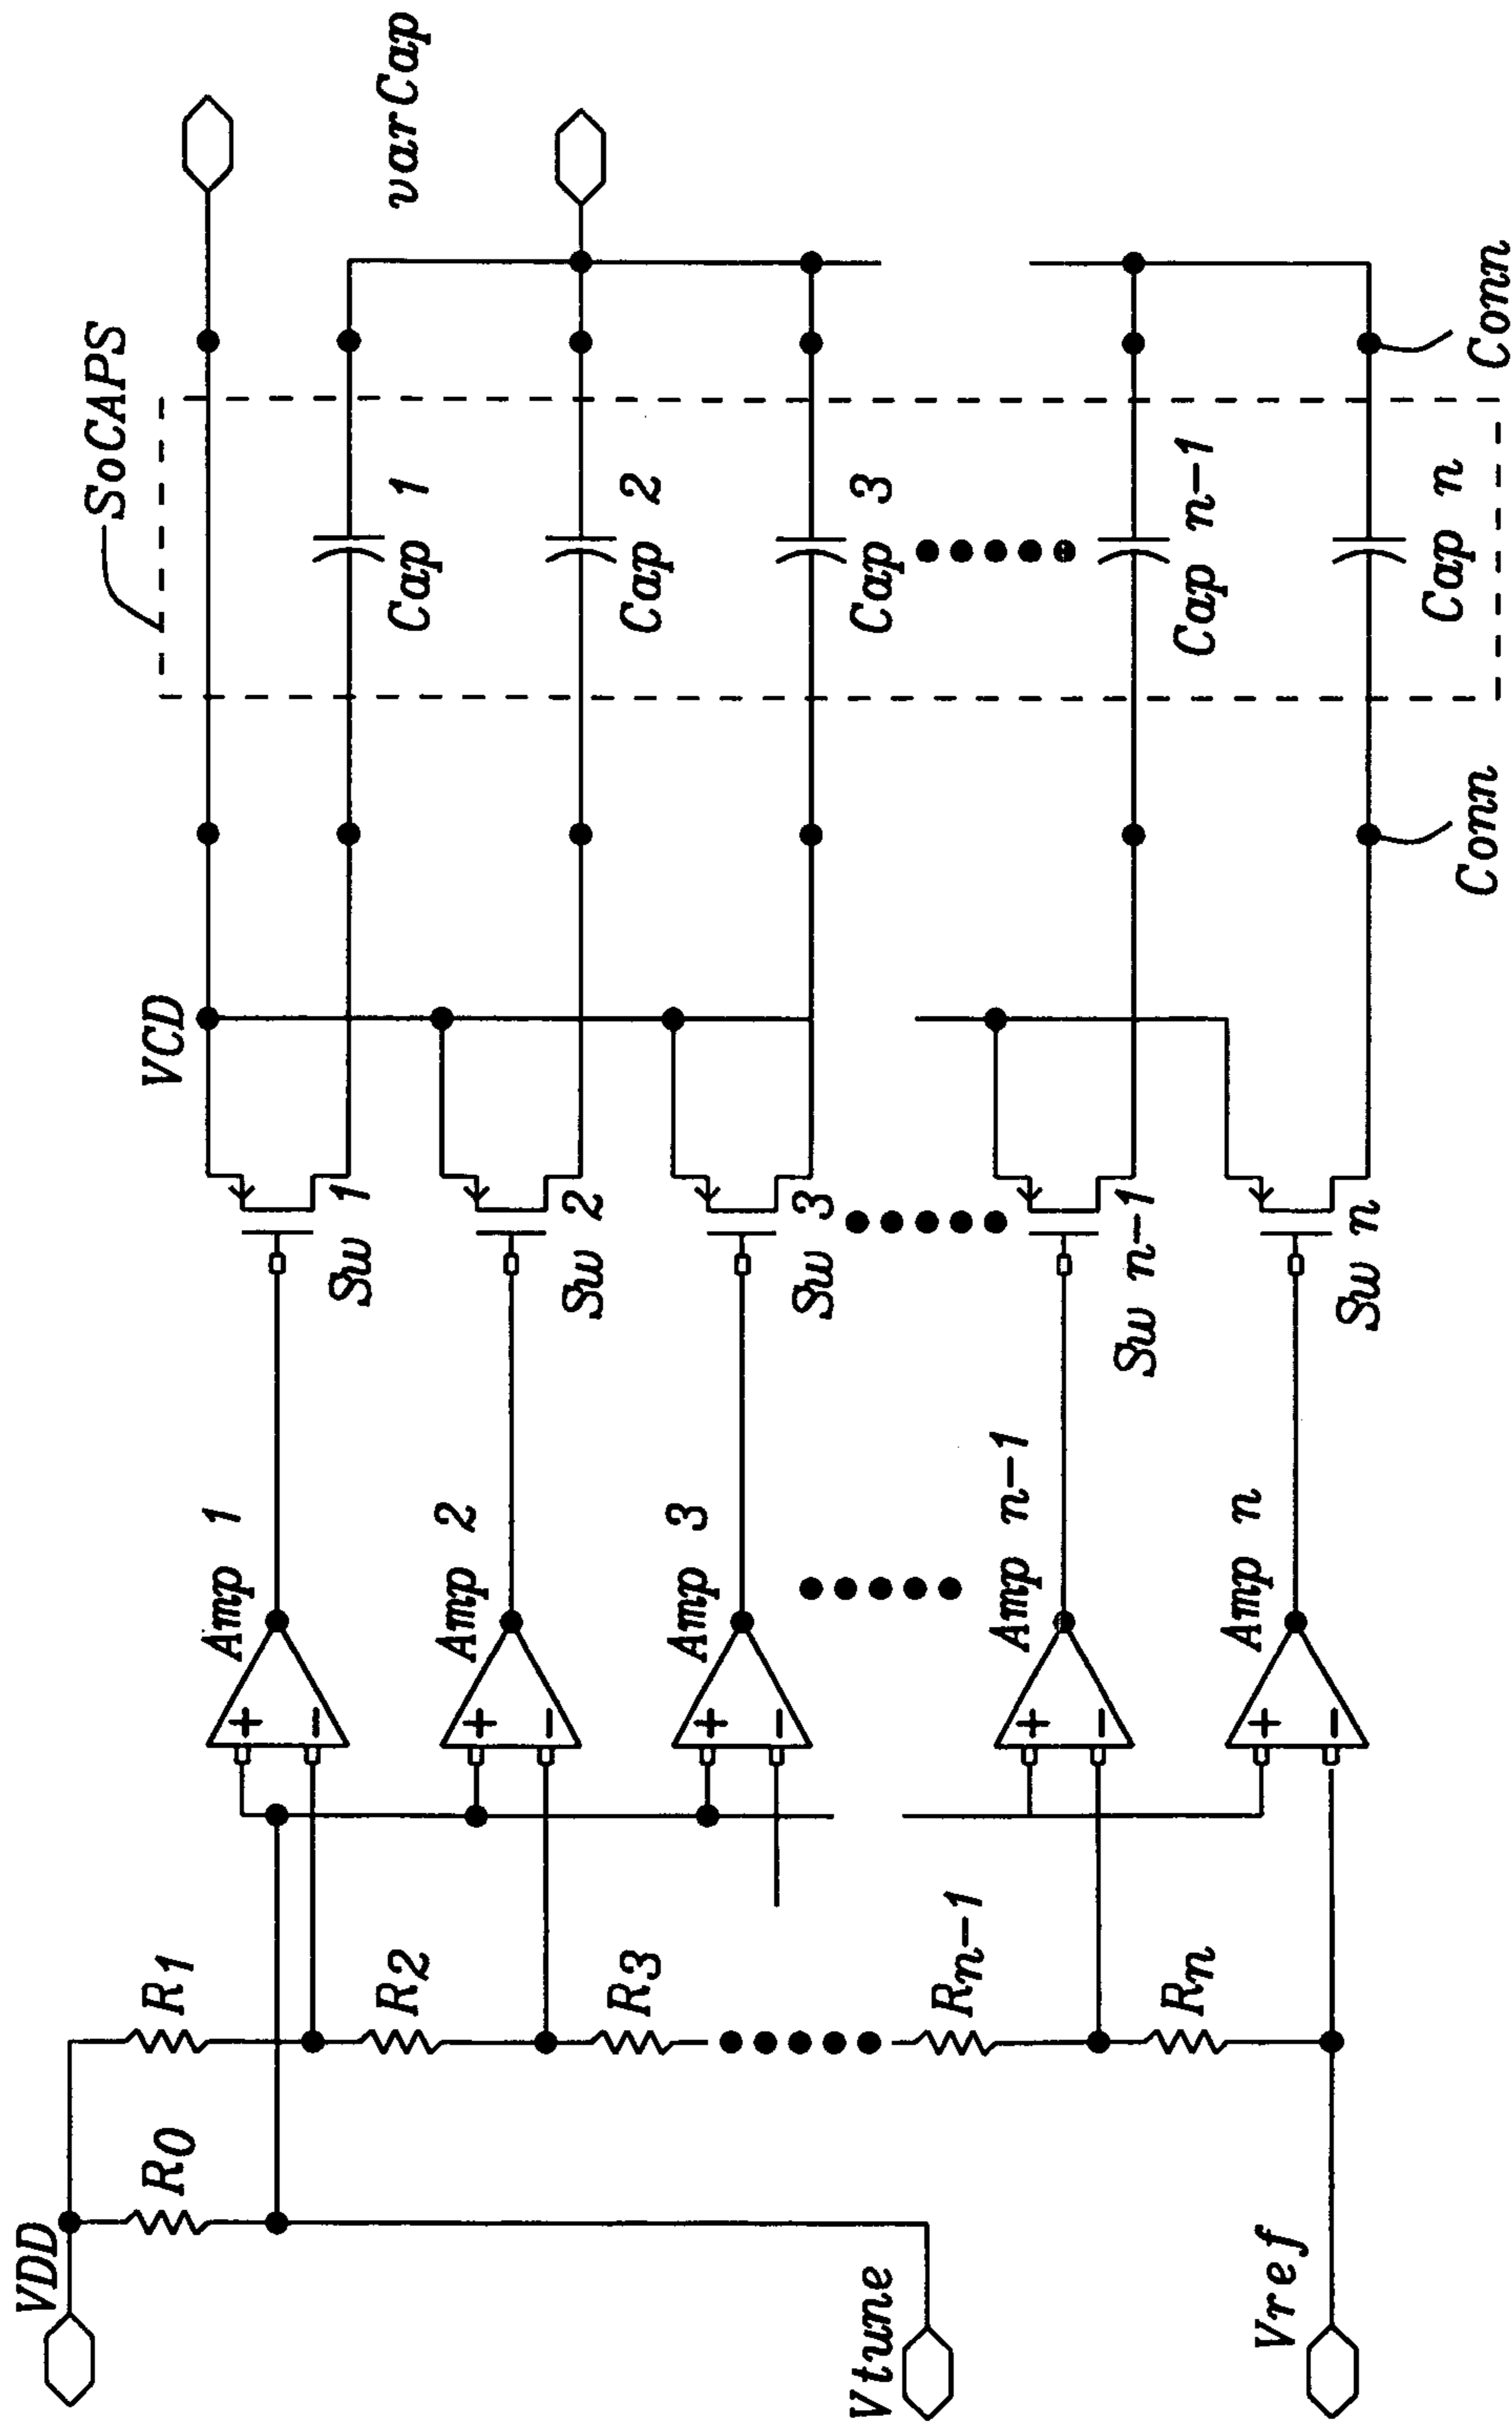 VDD
R0
R1
R2
R3
Rn-1
Rn
Vtune
Vref
Amp 1
Amp 2
Amp 3
Amp n-1
Amp n
+
-
+
-
+
-
+
-
+
-
Sw 1
Sw 2
Sw 3
Sw n-1
Sw n
VCD
SoCAPS
Cap 1
Cap 2
Cap 3
Cap n-1
Cap n
Conn
Conn
varCap